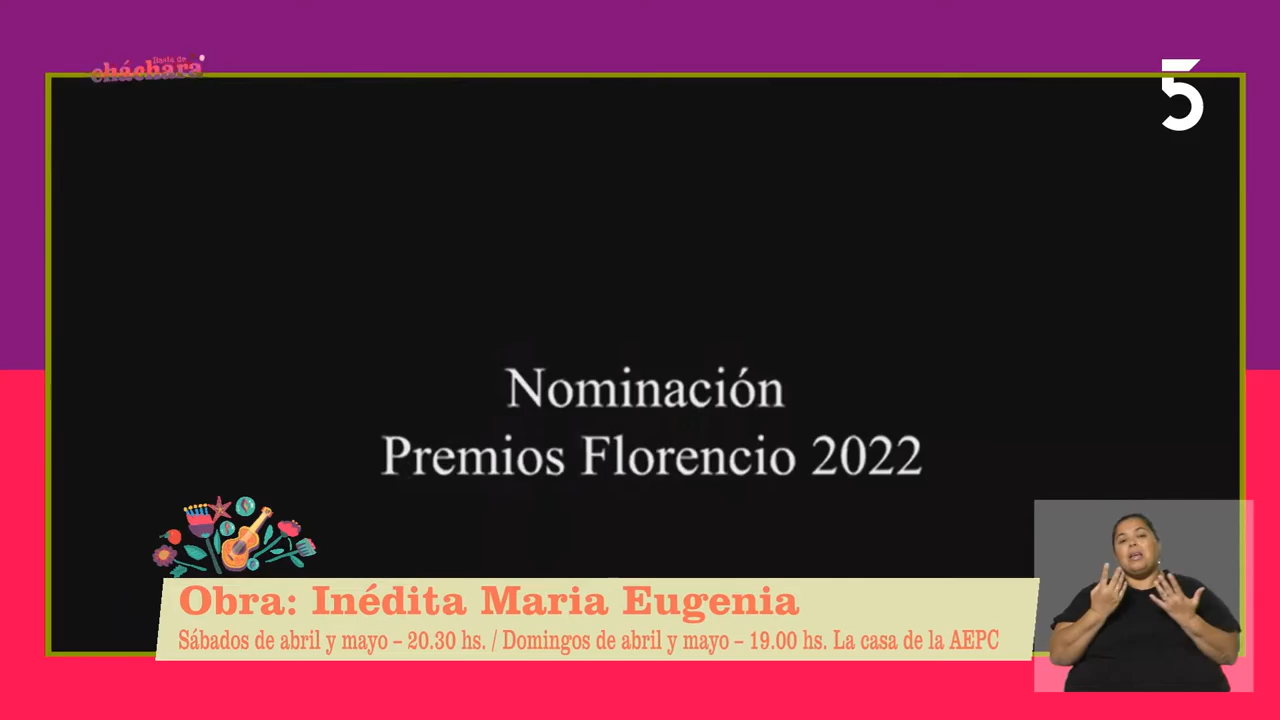 Basta de
cháchara
5
Nominación
Premios Florencio 2022
Obra: Inédita Maria Eugenia
Sábados de abril y mayo – 20.30 hs. / Domingos de abril y mayo – 19.00 hs. La casa de la AEPC